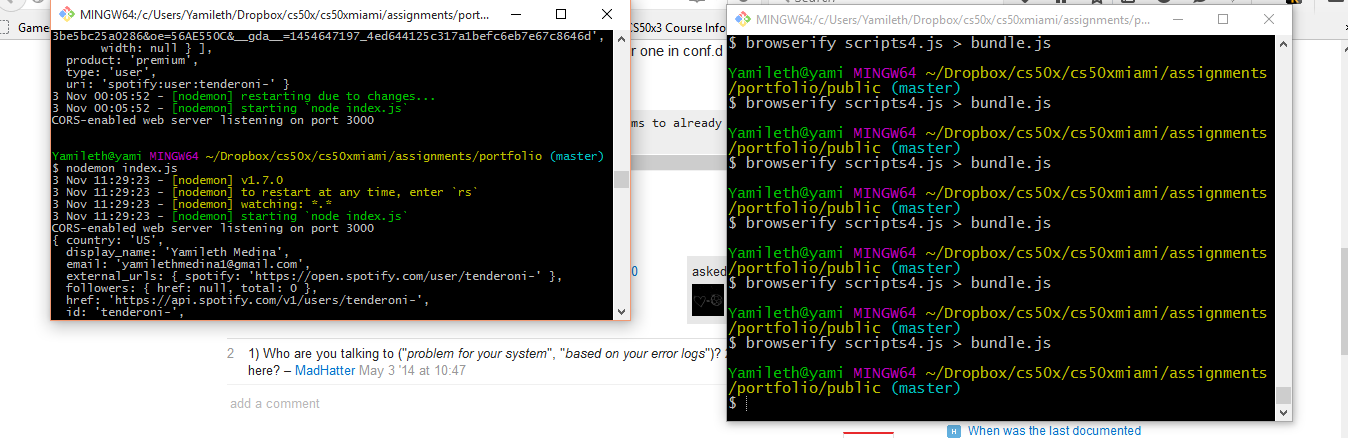 MINGW64:/c/Users/Yamileth/Dropbox/cs50x/cs50xmiami/assignments/port...
3be5bc25a0286&oe=56AE550C&__gda__=1454647197_4ed644125c317a1befc6eb7e67c8646d',
width: null } ],
product: 'premium',
type: 'user',
uri: 'spotify:user:tenderoni-' }
3 Nov 00:05:52 - [nodemon] restarting due to changes...
3 Nov 00:05:52 - [nodemon] starting `node index.js`
CORS-enabled web server listening on port 3000
Yamileth@yami MINGW64 ~/Dropbox/cs50x/cs50xmiami/assignments/portfolio (master)
$ nodemon index.js
3 Nov 11:29:23 - [nodemon] v1.7.0
3 Nov 11:29:23 - [nodemon] to restart at any time, enter `rs`
3 Nov 11:29:23 - [nodemon] watching: *.*
3 Nov 11:29:23 - [nodemon] starting `node index.js`
CORS-enabled web server listening on port 3000
{ country: 'US',
display_name: 'Yamileth Medina',
email: 'yamilethmedina1@gmail.com',
external_urls: { spotify: 'https://open.spotify.com/user/tenderoni-' },
followers: { href: null, total: 0 },
href: 'https://api.spotify.com/v1/users/tenderoni-',
id: 'tenderoni-',
MINGW64:/c/Users/Yamileth/Dropbox/cs50x/cs50xmiami/assignments/p...
$ browserify scripts4.js > bundle.js
Yamileth@yami MINGW64 ~/Dropbox/cs50x/cs50xmiami/assignments
/portfolio/public (master)
$ browserify scripts4.js > bundle.js
Yamileth@yami MINGW64 ~/Dropbox/cs50x/cs50xmiami/assignments
/portfolio/public (master)
$ browserify scripts4.js > bundle.js
Yamileth@yami MINGW64 ~/Dropbox/cs50x/cs50xmiami/assignments
/portfolio/public (master)
$ browserify scripts4.js > bundle.js
Yamileth@yami MINGW64 ~/Dropbox/cs50x/cs50xmiami/assignments
/portfolio/public (master)
$ browserify scripts4.js > bundle.js
Yamileth@yami MINGW64 ~/Dropbox/cs50x/cs50xmiami/assignments
/portfolio/public (master)
$ browserify scripts4.js > bundle.js
Yamileth@yami MINGW64 ~/Dropbox/cs50x/cs50xmiami/assignments
/portfolio/public (master)
$
Game
CS50x3 Course Info
r one in conf.d
ms to already
0
asked
2 1) Who are you talking to ("problem for your system", "based on your error logs")?
here? – MadHatter May 3 '14 at 10:47
add a comment
H When was the last documented